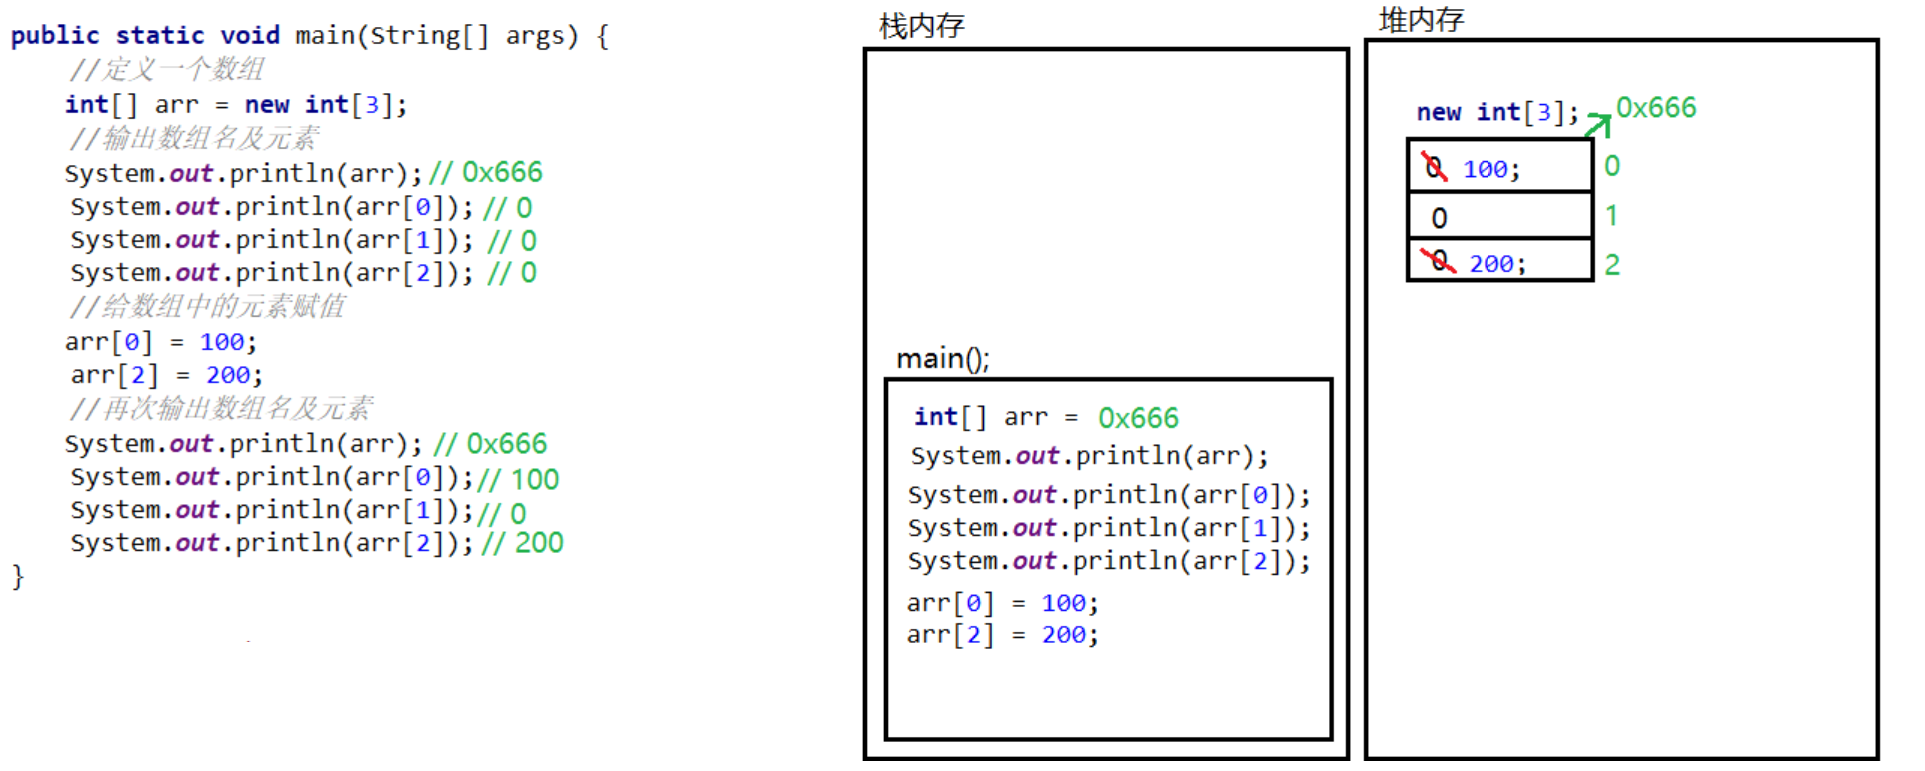 public static void main(String[] args) {
//定义一个数组
int[] arr = new int[3];
//输出数组名及元素
System.out.println(arr); // 0x666
System.out.println(arr[0]); // 0
System.out.println(arr[1]); // 0
System.out.println(arr[2]); // 0
//给数组中的元素赋值
arr[0] = 100;
arr[2] = 200;
//再次输出数组名及元素
System.out.println(arr); // 0x666
System.out.println(arr[0]); // 100
System.out.println(arr[1]); // 0
System.out.println(arr[2]); // 200
}
栈内存
main();
int[] arr = 0x666
System.out.println(arr);
System.out.println(arr[0]);
System.out.println(arr[1]);
System.out.println(arr[2]);
arr[0] = 100;
arr[2] = 200;
堆内存
new int[3]; 0x666
0 100; 0
0 1
0 200; 2